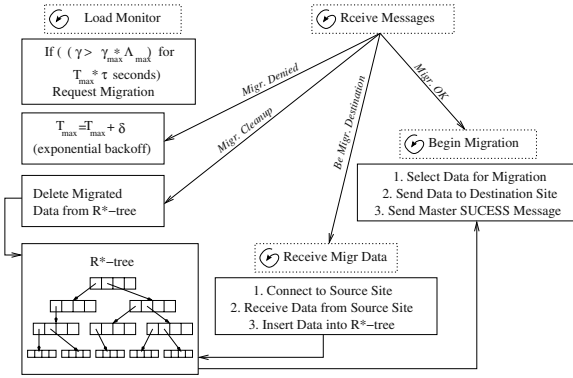 Load Monitor
If ( ( γ > γmax * Λmax) for
Tmax * τ seconds)
Request Migration
Tmax = Tmax + δ
(exponential backoff)
Delete Migrated
Data from R*−tree
R*−tree
Rceive Messages
Migr. Denied
Migr. Cleanup
Be Migr. Destination
Migr. OK
Begin Migration
1. Select Data for Migration
2. Send Data to Destination Site
3. Send Master SUCESS Message
Receive Migr Data
1. Connect to Source Site
2. Receive Data from Source Site
3. Insert Data into R*−tree